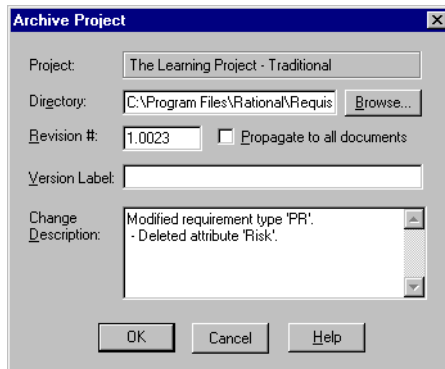 Archive Project
Project: The Learning Project - Traditional
Directory: C:\Program Files\Rational\Requis Browse...
Revision #: 1.0023 Propagate to all documents
Version Label:
Change Description: Modified requirement type 'PR'.
- Deleted attribute 'Risk'.
OK Cancel Help